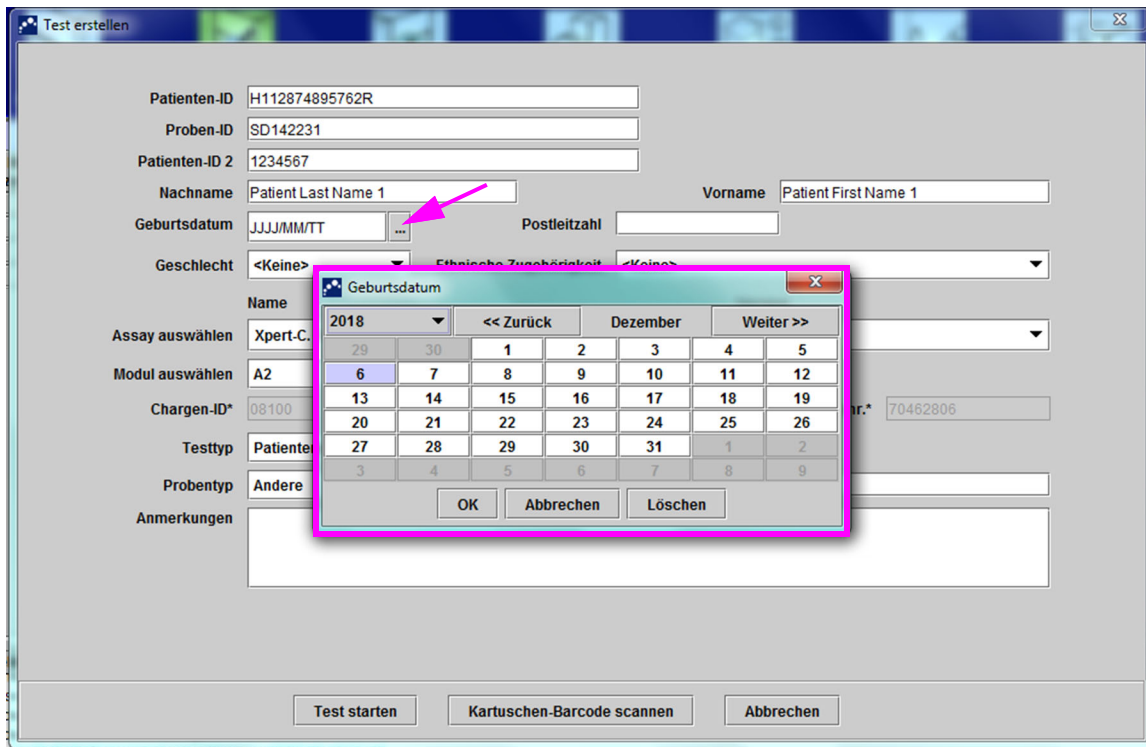 Test erstellen
Patienten-ID H112874895762R
Proben-ID SD142231
Patienten-ID 2 1234567
Nachname Patient Last Name 1 Vorname Patient First Name 1
Geburtsdatum JJJJ/MM/TT ... Postleitzahl
Geschlecht <Keine> Ethnische Zugehörigkeit <Keine>
Name
Assay auswählen Xpert-C.
Modul auswählen A2
Chargen-ID* 08100 nr.* 70462806
Testtyp
Probentyp Andere
Anmerkungen
Geburtsdatum
2018 << Zurück Dezember Weiter >>
29 30 1 2 3 4 5
6 7 8 9 10 11 12
13 14 15 16 17 18 19
20 21 22 23 24 25 26
27 28 29 30 31 1 2
3 4 5 6 7 8 9
OK Abbrechen Löschen
Test starten Kartuschen-Barcode scannen Abbrechen